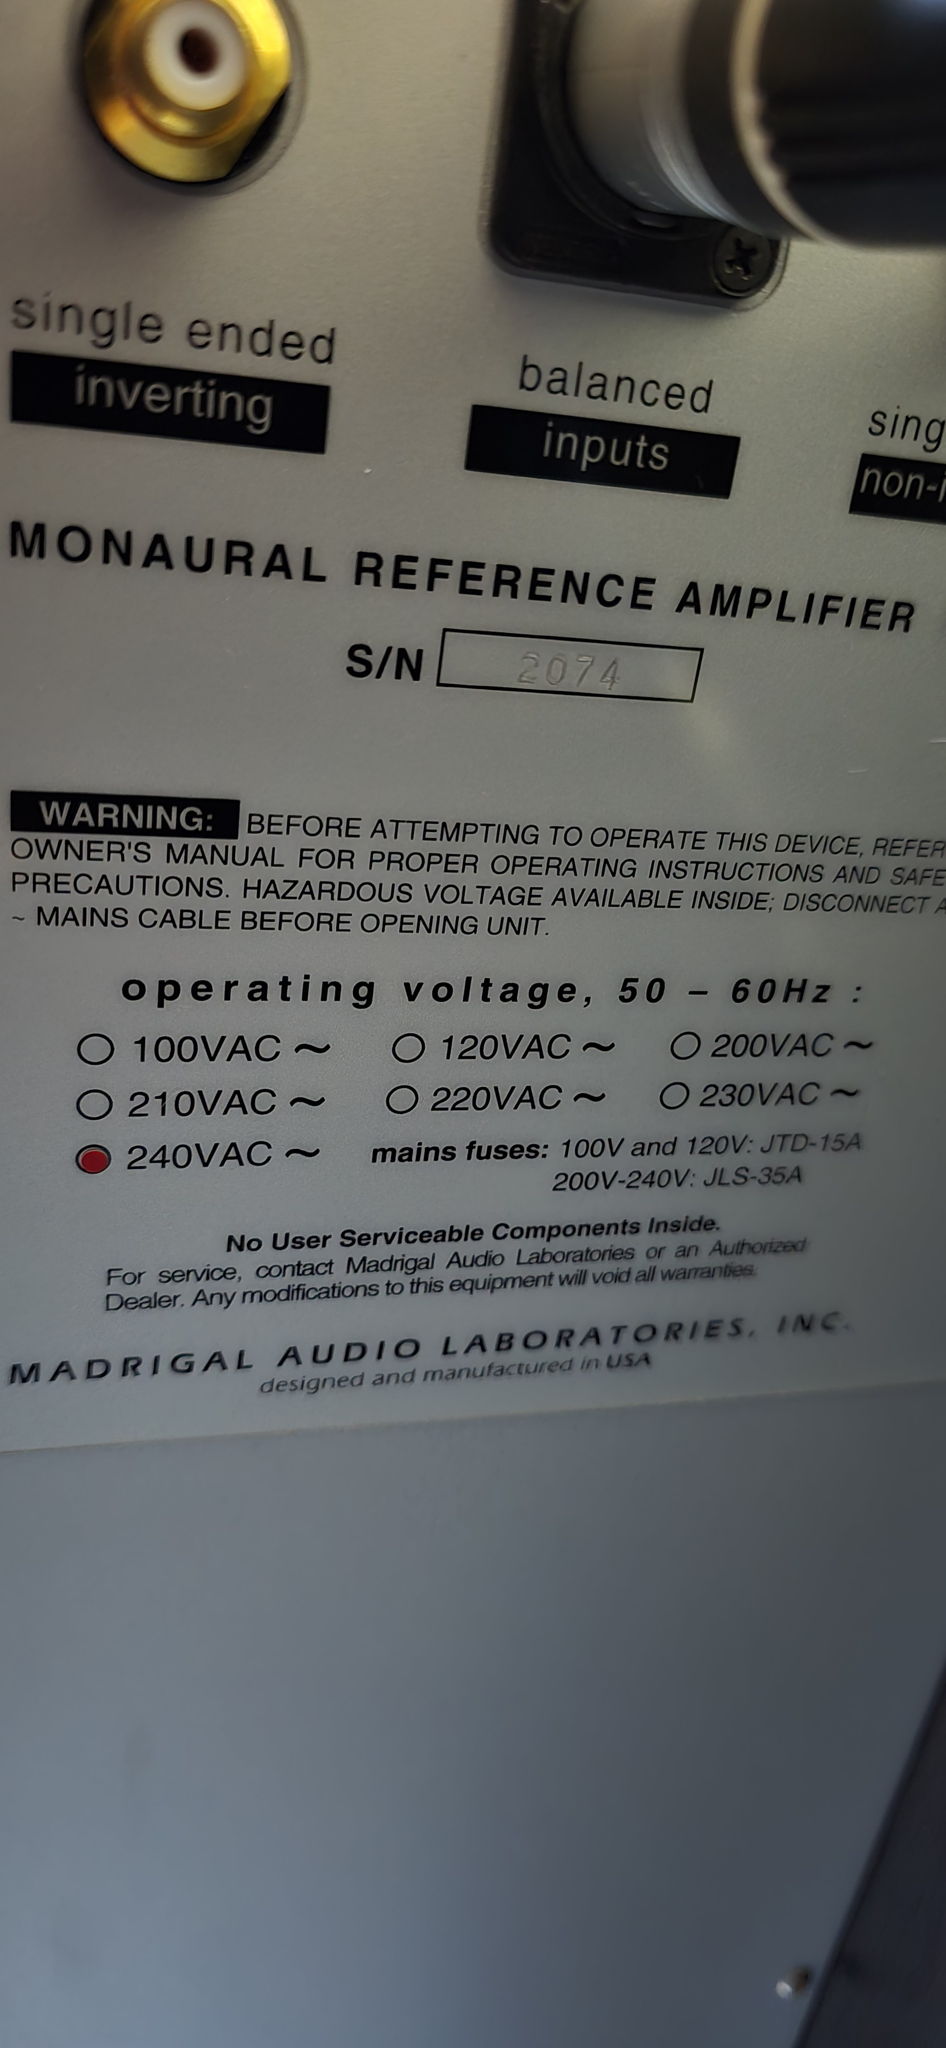 single ended
inverting
balanced
inputs
sing
non-i
MONAURAL REFERENCE AMPLIFIER
S/N 2074
WARNING: BEFORE ATTEMPTING TO OPERATE THIS DEVICE, REFER
OWNER'S MANUAL FOR PROPER OPERATING INSTRUCTIONS AND SAFE
PRECAUTIONS. HAZARDOUS VOLTAGE AVAILABLE INSIDE; DISCONNECT A
~ MAINS CABLE BEFORE OPENING UNIT.
operating voltage, 50 – 60Hz :
100VAC ~ 120VAC ~ 200VAC ~
210VAC ~ 220VAC ~ 230VAC ~
240VAC ~ mains fuses: 100V and 120V: JTD-15A
200V-240V: JLS-35A
No User Serviceable Components Inside.
For service, contact Madrigal Audio Laboratories or an Authorized
Dealer. Any modifications to this equipment will void all warranties.
MADRIGAL AUDIO LABORATORIES, INC.
designed and manufactured in USA